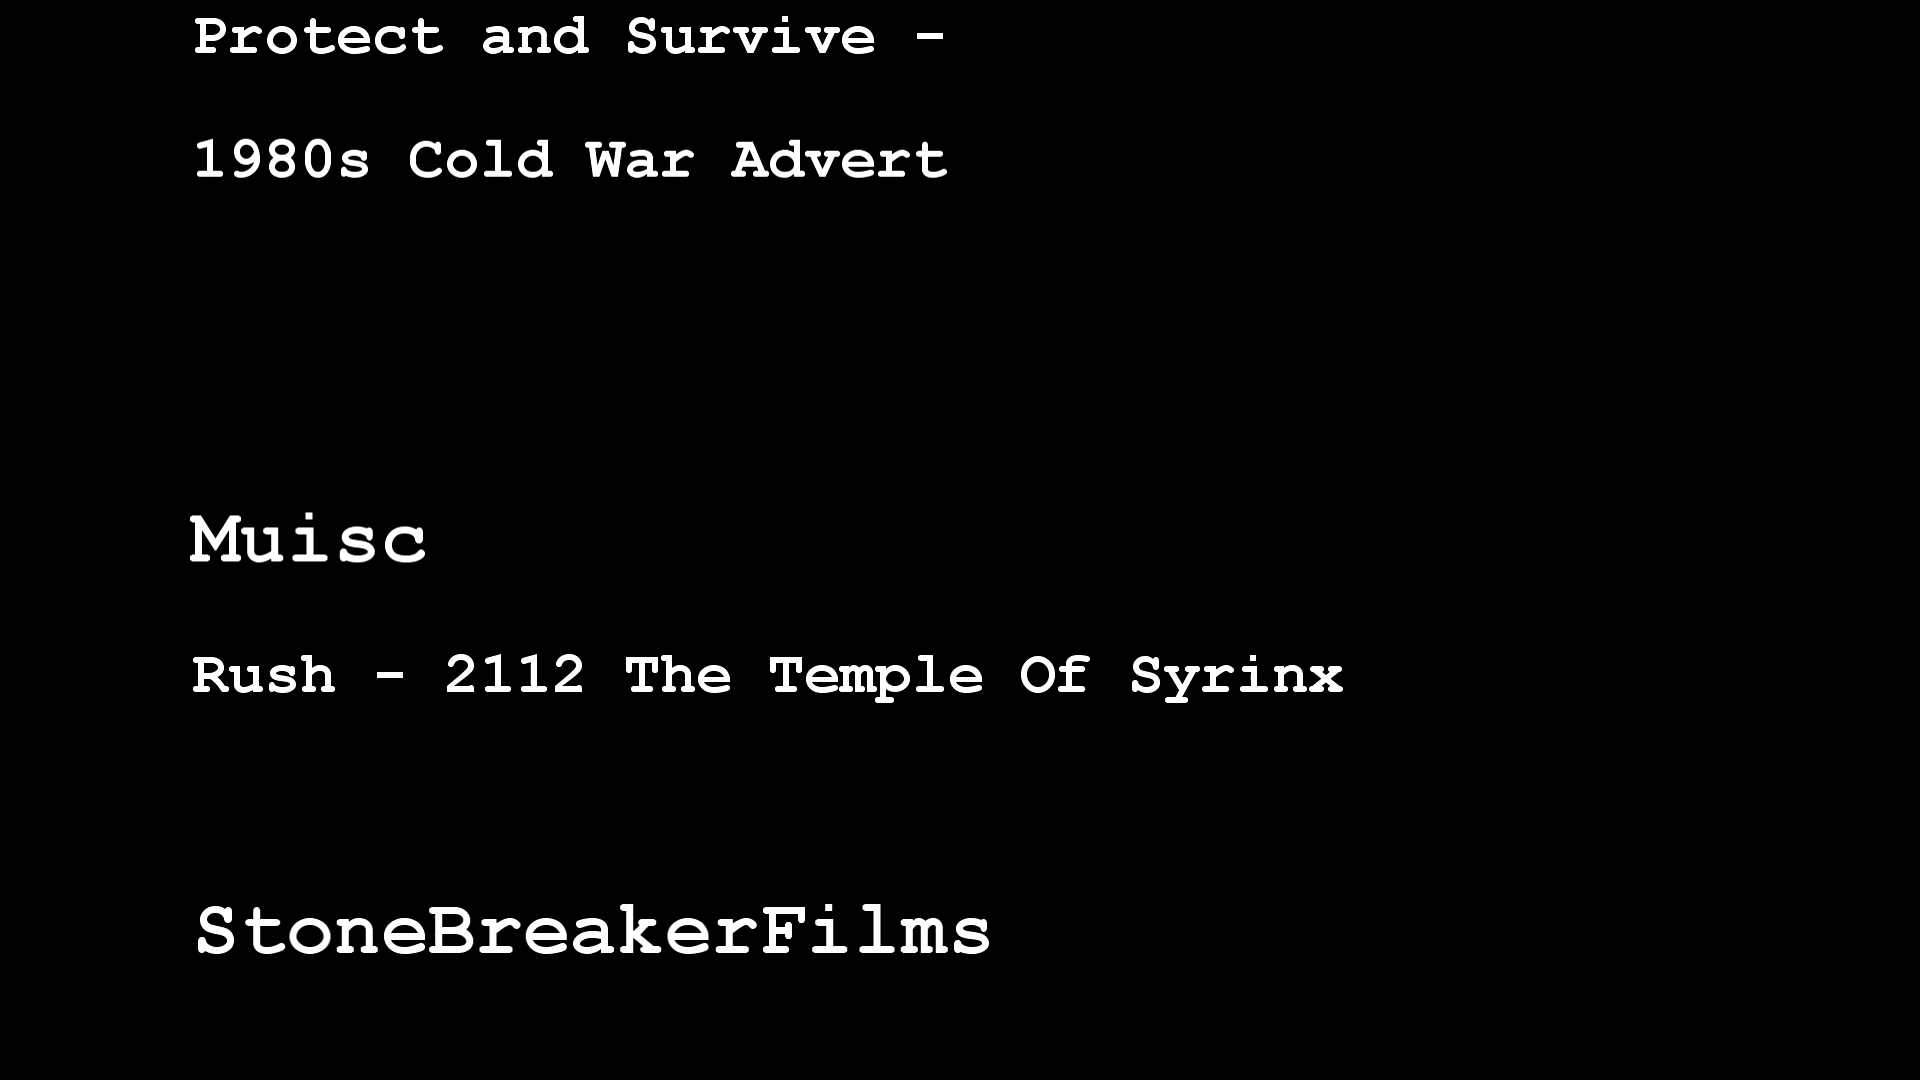 Protect and Survive -
1980s Cold War Advert
Muisc
Rush - 2112 The Temple Of Syrinx
StoneBreakerFilms